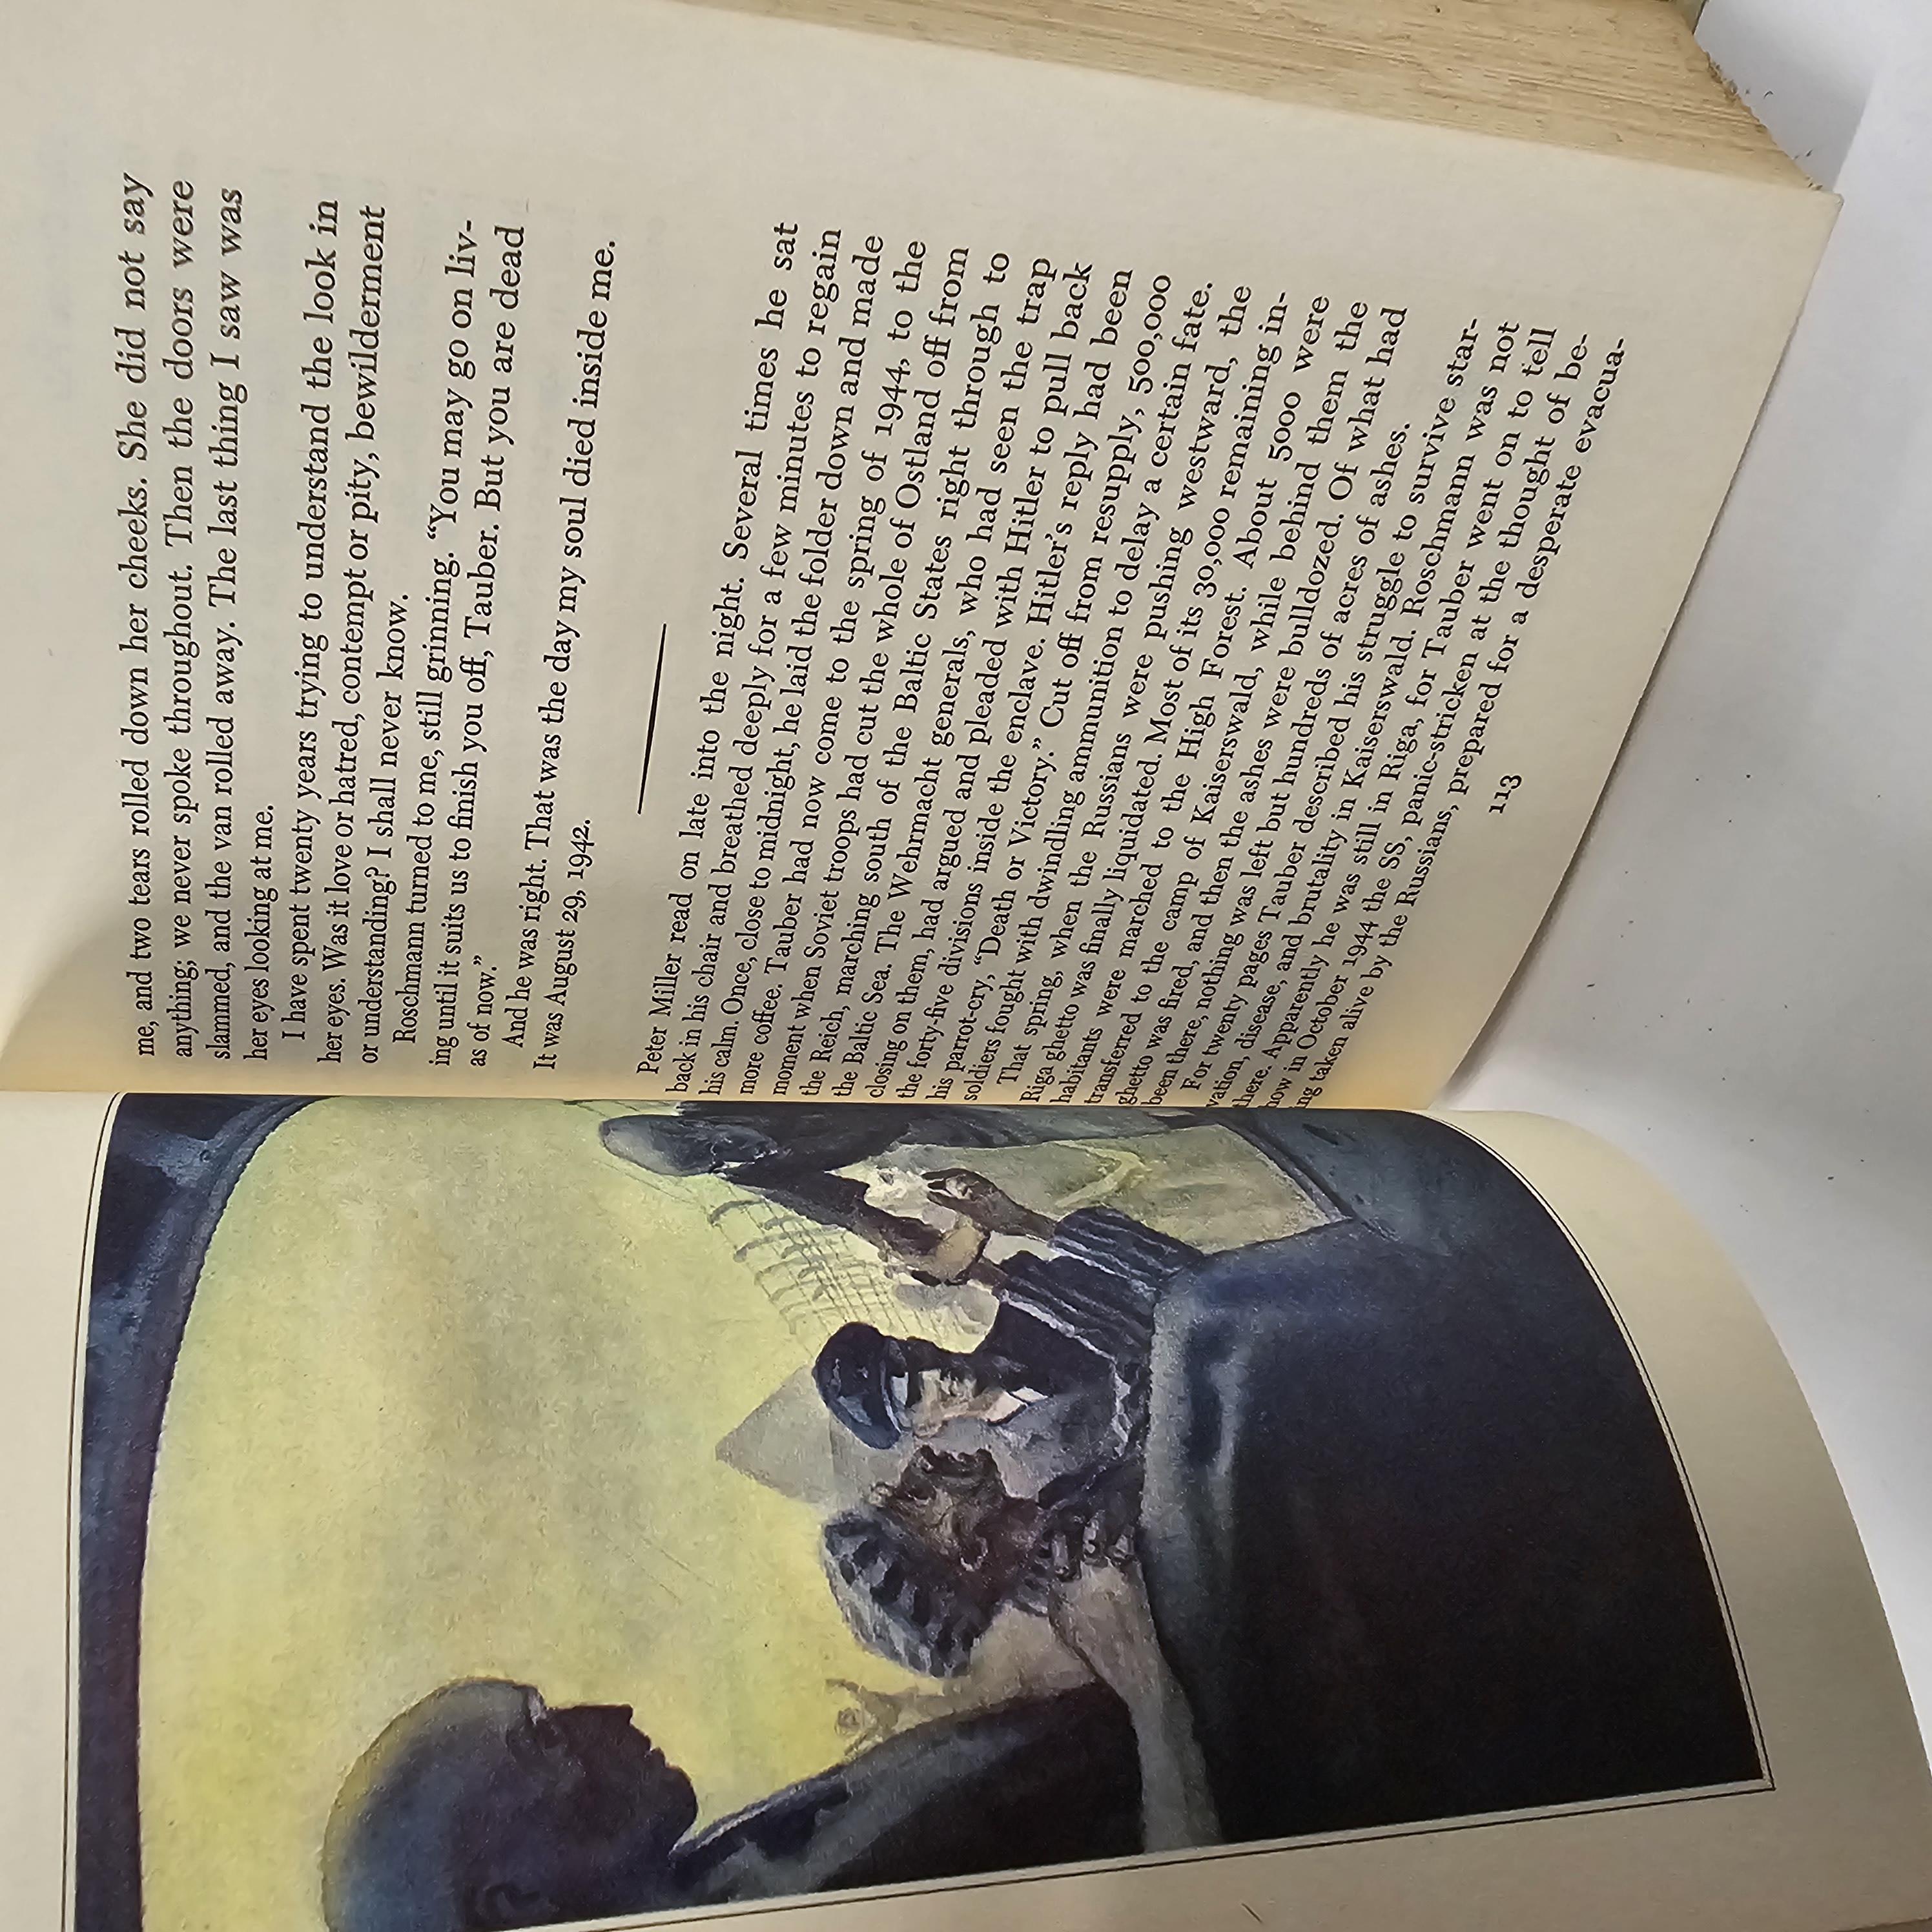 me, and two tears rolled down her cheeks. She did not say
anything; we never spoke throughout. Then the doors were
slammed, and the van rolled away. The last thing I saw was
her eyes looking at me.
I have spent twenty years trying to understand the look in
her eyes. Was it love or hatred, contempt or pity, bewilderment
or understanding? I shall never know.
Roschmann turned to me, still grinning. “You may go on liv-
ing until it suits us to finish you off, Tauber. But you are dead
as of now.”
And he was right. That was the day my soul died inside me.
It was August 29, 1942.
Peter Miller read on late into the night. Several times he sat
back in his chair and breathed deeply for a few minutes to regain
his calm. Once, close to midnight, he laid the folder down and made
more coffee. Tauber had now come to the spring of 1944, to the
moment when Soviet troops had cut the whole of Ostland off from
the Reich, marching south of the Baltic States right through to
the Baltic Sea. The Wehrmacht generals, who had seen the trap
closing on them, had argued and pleaded with Hitler to pull back
the forty-five divisions inside the enclave. Hitler’s reply had been
his parrot-cry, “Death or Victory.” Cut off from resupply, 500,000
soldiers fought with dwindling ammunition to delay a certain fate.
That spring, when the Russians were pushing westward, the
Riga ghetto was finally liquidated. Most of its 30,000 remaining in-
habitants were marched to the High Forest. About 5000 were
transferred to the camp of Kaiserswald, while behind them the
ghetto was fired, and then the ashes were bulldozed. Of what had
been there, nothing was left but hundreds of acres of ashes.
For twenty pages Tauber described his struggle to survive star-
vation, disease, and brutality in Kaiserswald. Roschmann was not
there. Apparently he was still in Riga, for Tauber went on to tell
how in October 1944 the SS, panic-stricken at the thought of be-
ing taken alive by the Russians, prepared for a desperate evacua-
113